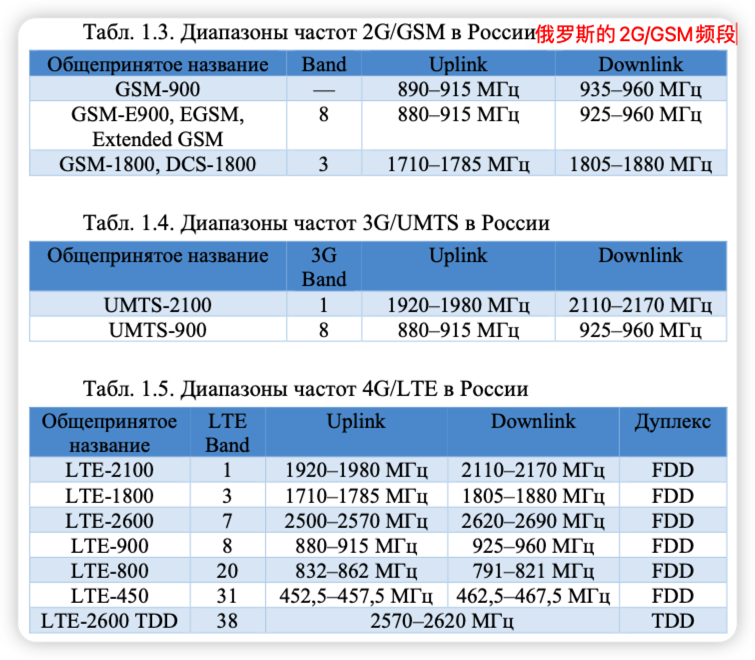 Табл. 1.3. Диапазоны частот 2G/GSM в России俄罗斯的 2G/GSM 频段
Общепринятое название Band Uplink Downlink
GSM-900 — 890–915 МГц 935–960 МГц
GSM-E900, EGSM, 8 880–915 МГц 925–960 МГц
Extended GSM
GSM-1800, DCS-1800 3 1710–1785 МГц 1805–1880 МГц
Табл. 1.4. Диапазоны частот 3G/UMTS в России
Общепринятое название 3G Uplink Downlink
Band
UMTS-2100 1 1920–1980 МГц 2110–2170 МГц
UMTS-900 8 880–915 МГц 925–960 МГц
Табл. 1.5. Диапазоны частот 4G/LTE в России
Общепринятое LTE Uplink Downlink Дуплекс
название Band
LTE-2100 1 1920–1980 МГц 2110–2170 МГц FDD
LTE-1800 3 1710–1785 МГц 1805–1880 МГц FDD
LTE-2600 7 2500–2570 МГц 2620–2690 МГц FDD
LTE-900 8 880–915 МГц 925–960 МГц FDD
LTE-800 20 832–862 МГц 791–821 МГц FDD
LTE-450 31 452,5–457,5 МГц 462,5–467,5 МГц FDD
LTE-2600 TDD 38 2570–2620 МГц TDD